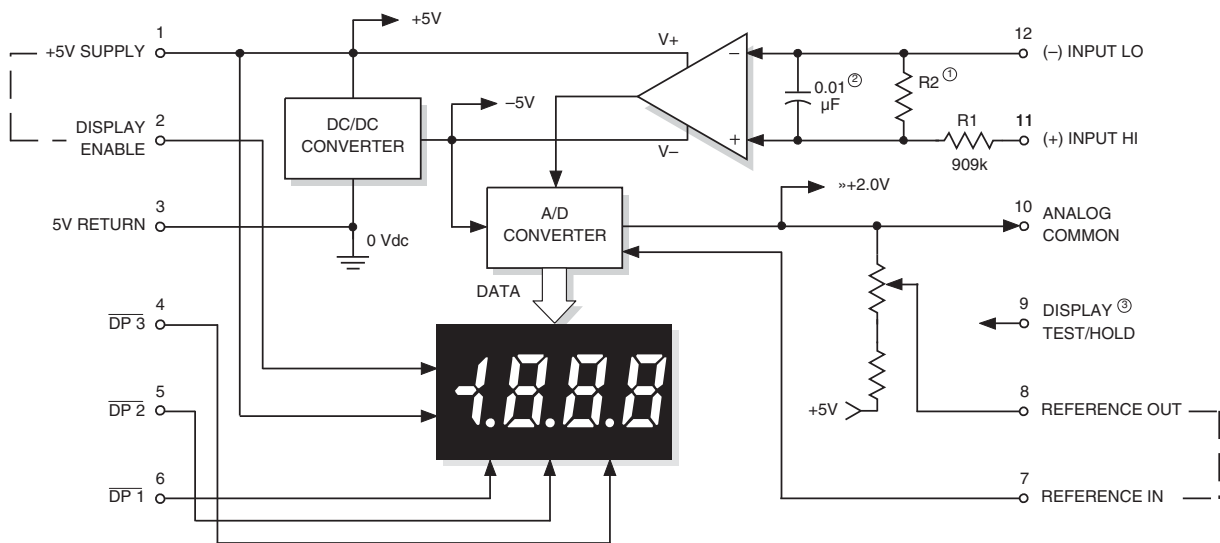 +5V SUPPLY
1
+5V
V+
12
(–) INPUT LO
–
0.01②
µF
R2①
DC/DC
CONVERTER
–5V
DISPLAY
ENABLE
2
V–
+
R1
909k
11
(+) INPUT HI
5V RETURN
3
0 Vdc
A/D
CONVERTER
»+2.0V
10
ANALOG
COMMON
DATA
DP 3
4
9
DISPLAY ③
TEST/HOLD
-1.8.8.8
DP 2
5
+5V
8
REFERENCE OUT
DP 1
6
7
REFERENCE IN